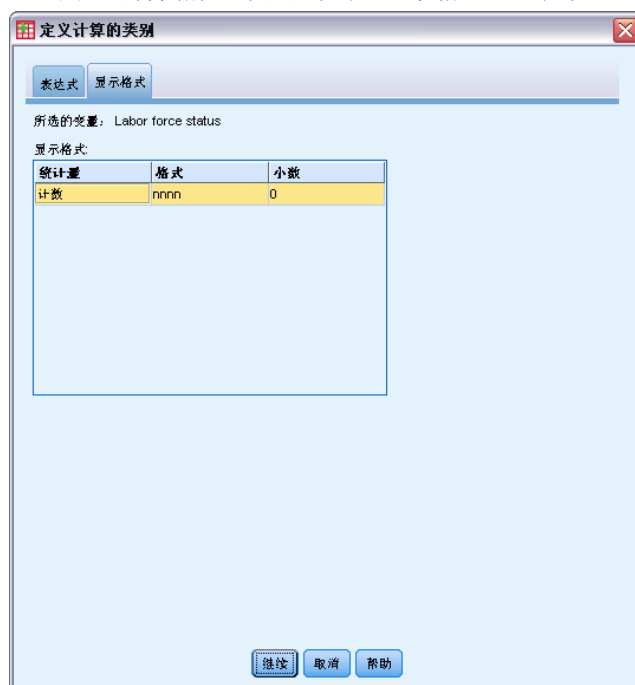 定义计算的类别
表达式 显示格式
所选的变量： Labor force status
显示格式:
统计量 格式 小数
计数 nnnn 0
继续 取消 帮助